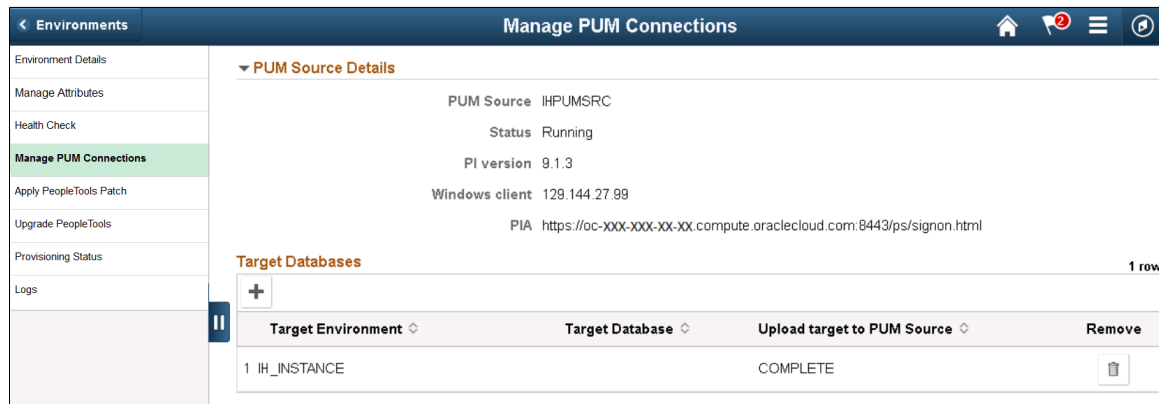 Environments
Manage PUM Connections
2
Environment Details
Manage Attributes
Health Check
Manage PUM Connections
Apply PeopleTools Patch
Upgrade PeopleTools
Provisioning Status
Logs
PUM Source Details
PUM Source IHPUMSRC
Status Running
PI version 9.1.3
Windows client 129.144.27.99
PIA https://oc-xxx-xxx-xx-xx.compute.oraclecloud.com:8443/ps/signon.html
Target Databases
1 row
Target Environment Target Database Upload target to PUM Source Remove
1 IH_INSTANCE COMPLETE